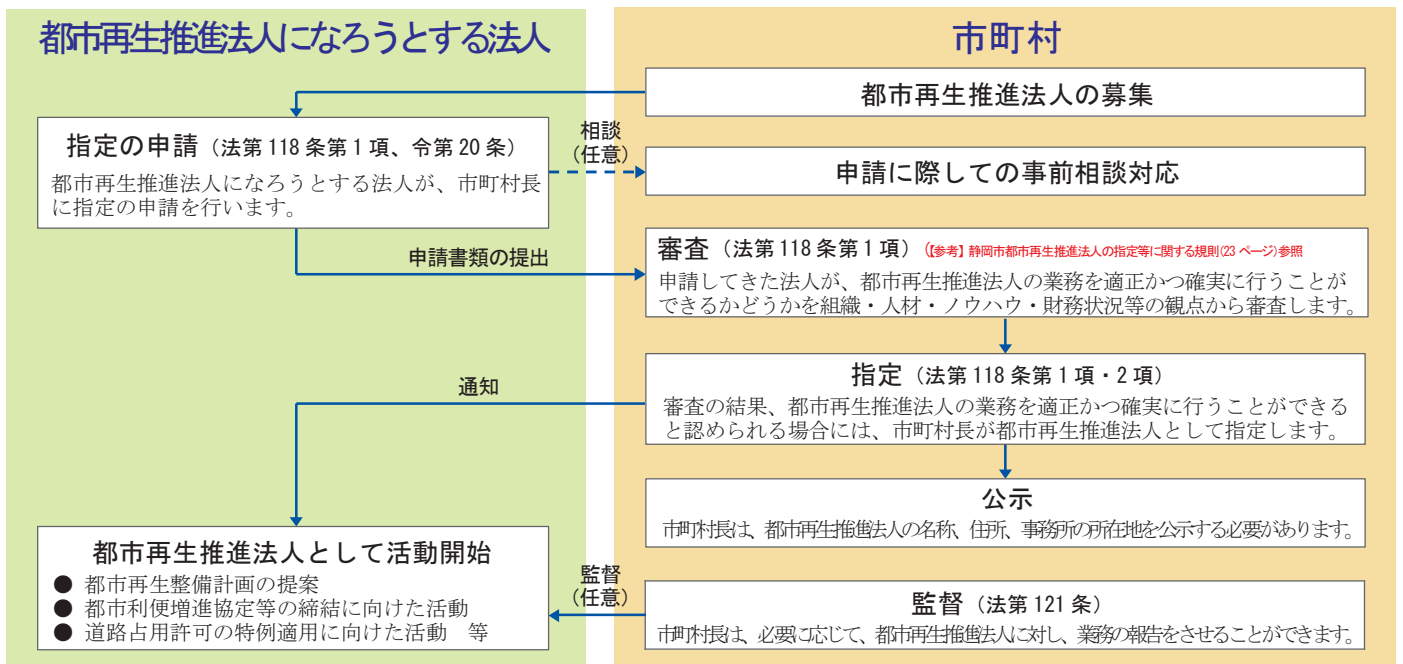 都市再生推進法人になろうとする法人
市町村
都市再生推進法人の募集
指定の申請（法第118条第1項、令第20条）
都市再生推進法人になろうとする法人が、市町村長
に指定の申請を行います。
相談
（任意）
申請に際しての事前相談対応
申請書類の提出
審査（法第118条第1項）（【参考】静岡市都市再生推進法人の指定等に関する規則(23ページ)参照
申請してきた法人が、都市再生推進法人の業務を適正かつ確実に行うことが
できるかどうかを組織・人材・ノウハウ・財務状況等の観点から審査します。
通知
指定（法第118条第1項・2項）
審査の結果、都市再生推進法人の業務を適正かつ確実に行うことができる
と認められる場合には、市町村長が都市再生推進法人として指定します。
公示
市町村長は、都市再生推進法人の名称、住所、事務所の所在地を公示する必要があります。
都市再生推進法人として活動開始
● 都市再生整備計画の提案
● 都市利便増進協定等の締結に向けた活動
● 道路占用許可の特例適用に向けた活動　等
監督
（任意）
監督（法第121条）
市町村長は、必要に応じて、都市再生推進法人に対し、業務の報告をさせることができます。